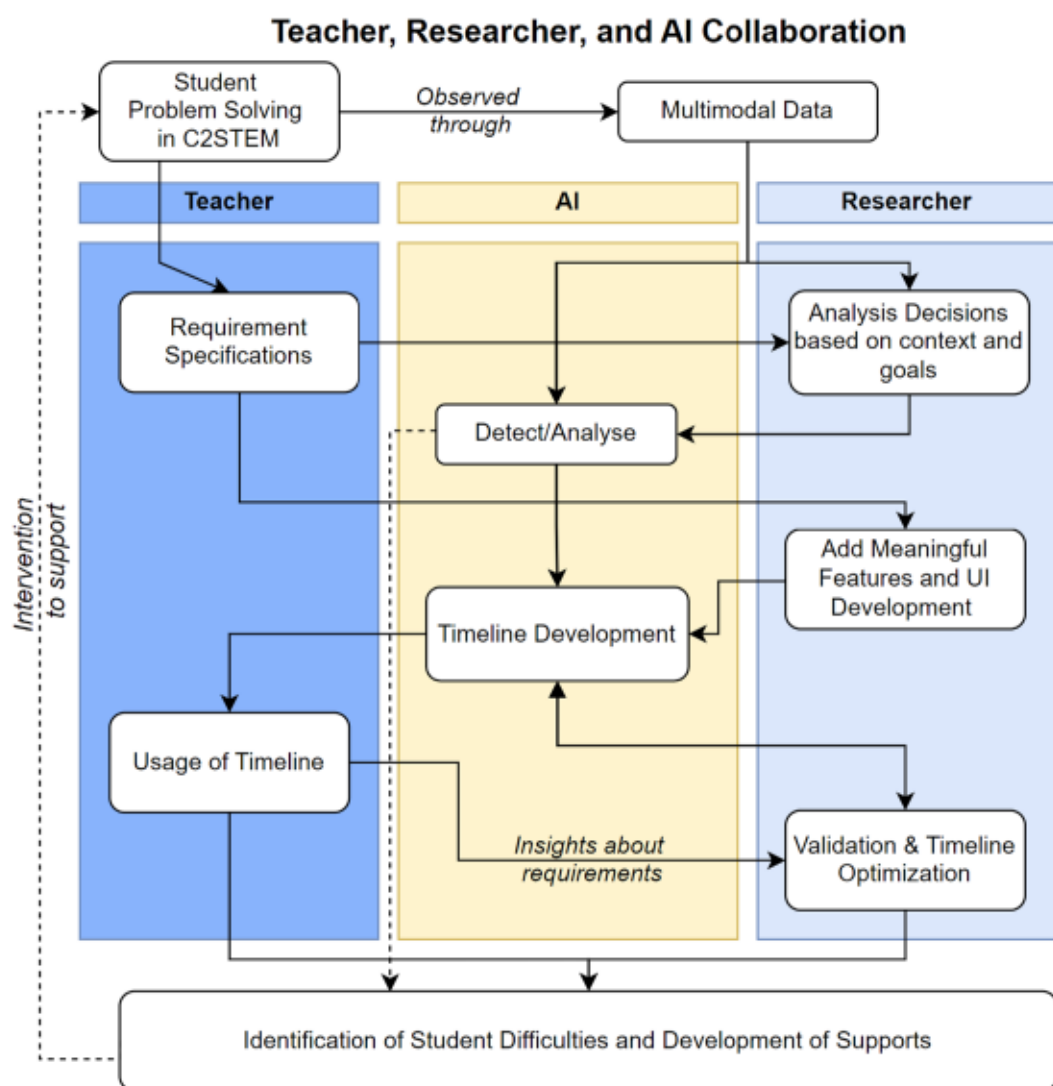 Teacher, Researcher, and AI Collaboration
Student
Problem Solving
in C2STEM
Observed
through
Multimodal Data
Teacher
AI
Researcher
Requirement
Specifications
Analysis Decisions
based on context and
goals
Detect/Analyse
Intervention
to support
Add Meaningful
Features and UI
Development
Timeline Development
Usage of Timeline
Insights about
requirements
Validation & Timeline
Optimization
Identification of Student Difficulties and Development of Supports